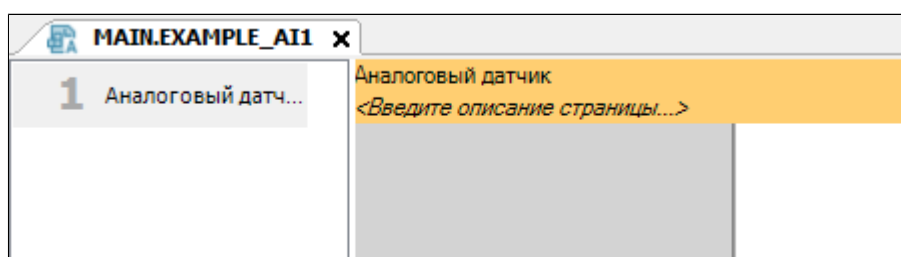 MAIN.EXAMPLE_AI1
1 Аналоговый датч...
Аналоговый датчик
<Введите описание страницы...>